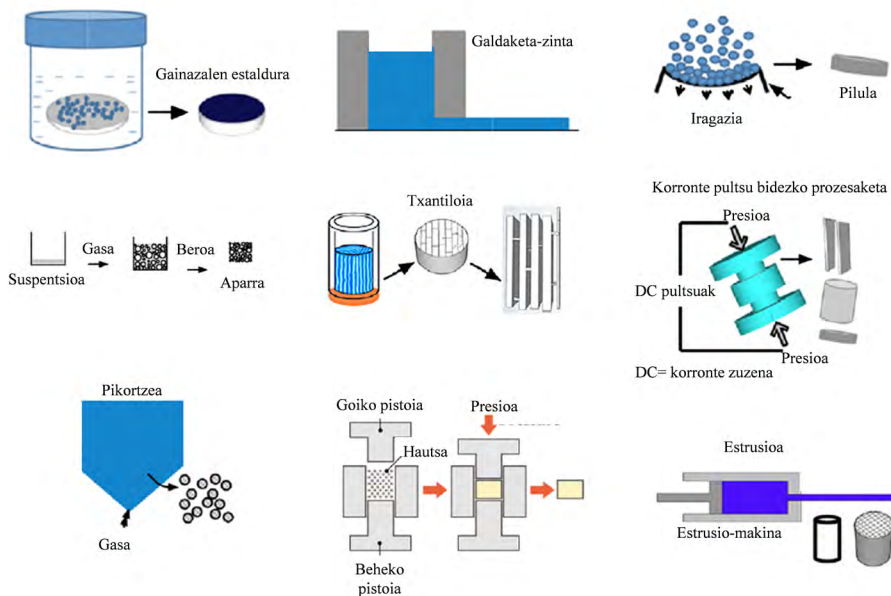 Gainazalen estaldura
Galdaketa-zinta
Iragazia
Pilula
Suspentsioa
Gasa
Beroa
Aparra
Txantiloia
Korronte pultsu bidezko prozesaketa
Presioa
DC pultsuak
Presioa
DC= korronte zuzena
Pikortzea
Gasa
Goiko pistoia
Hautsa
Beheko
pistoia
Presioa
Estrusioa
Estrusio-makina